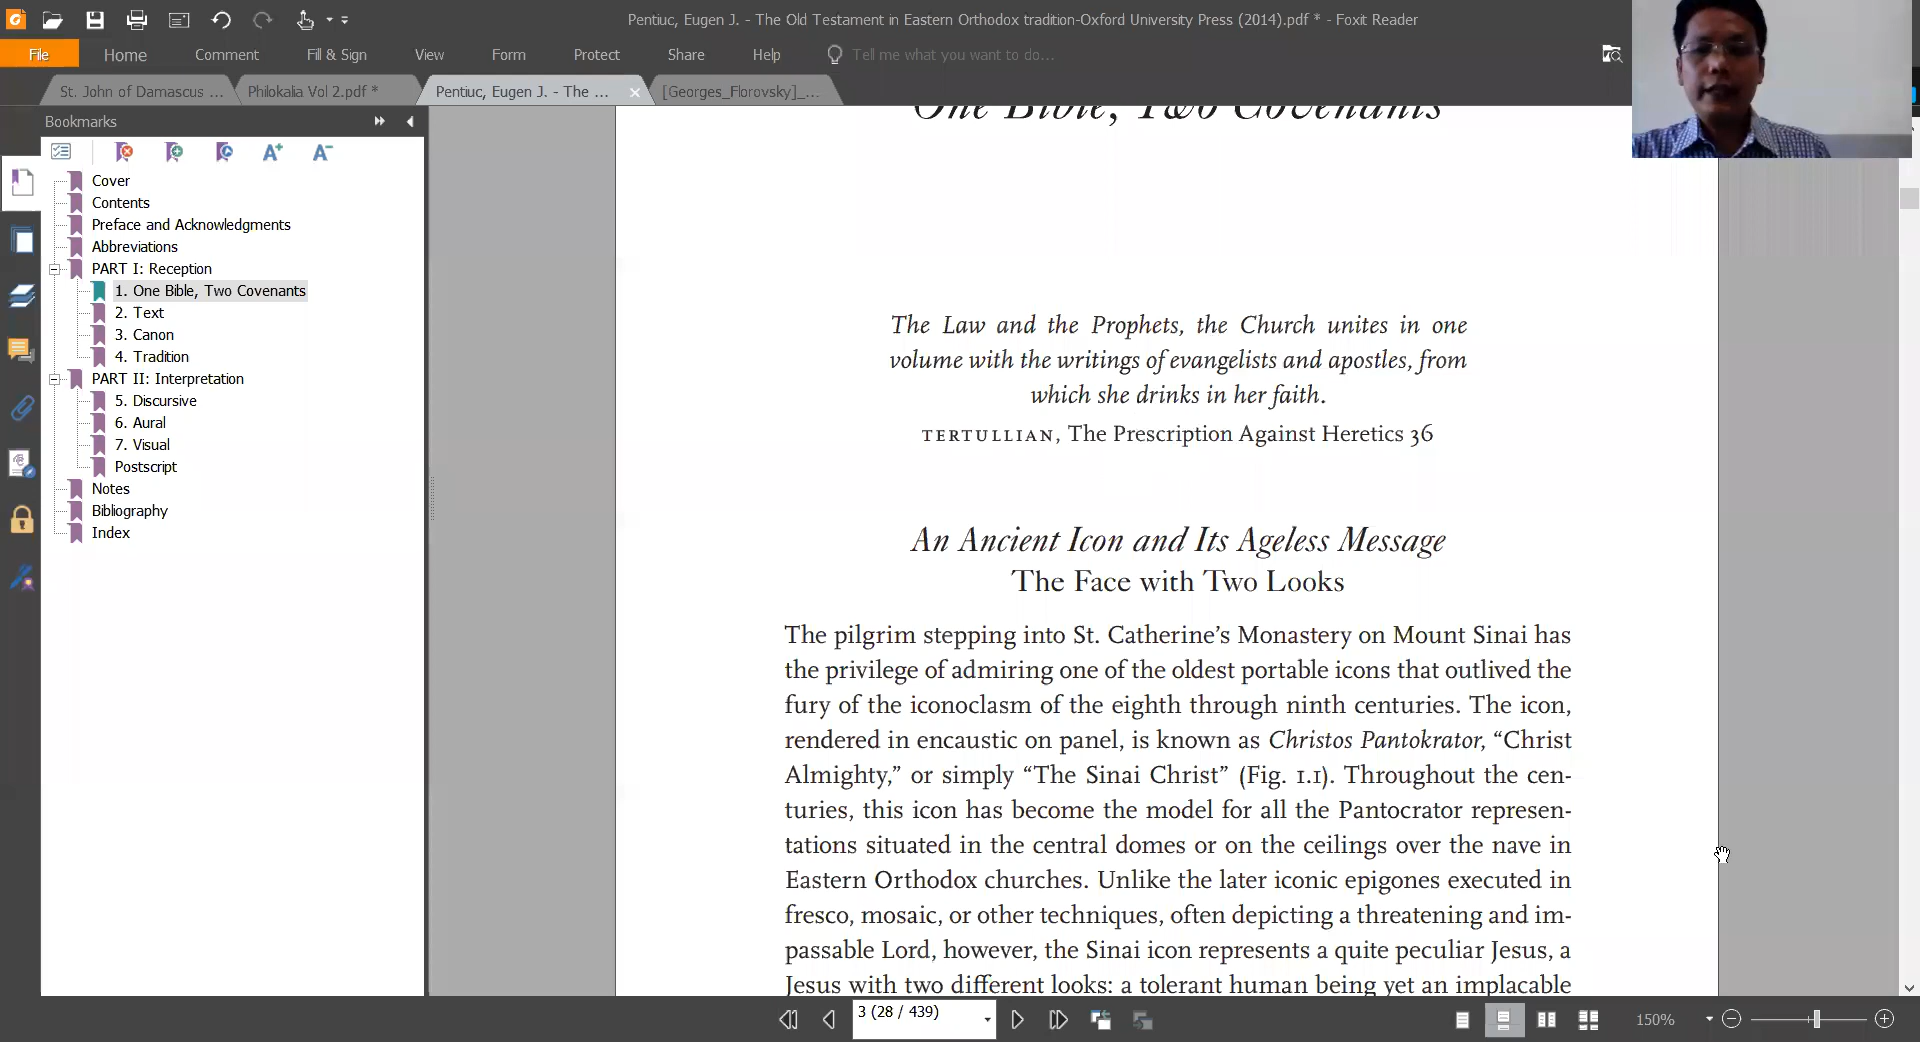 Pentiuc, Eugen J. - The Old Testament in Eastern Orthodox tradition-Oxford University Press (2014).pdf * - Foxit Reader
File Home Comment Fill & Sign View Form Protect Share Help Tell me what you want to do...
St. John of Damascus ... Philokalia Vol 2.pdf * Pentiuc, Eugen J. - The ... [Georges_Florovsky]_...
Bookmarks
Cover
Contents
Preface and Acknowledgments
Abbreviations
PART I: Reception
1. One Bible, Two Covenants
2. Text
3. Canon
4. Tradition
PART II: Interpretation
5. Discursive
6. Aural
7. Visual
Postscript
Notes
Bibliography
Index
One Bible, Two Covenants
The Law and the Prophets, the Church unites in one
volume with the writings of evangelists and apostles, from
which she drinks in her faith.
TERTULLIAN, The Prescription Against Heretics 36
An Ancient Icon and Its Ageless Message
The Face with Two Looks
The pilgrim stepping into St. Catherine’s Monastery on Mount Sinai has
the privilege of admiring one of the oldest portable icons that outlived the
fury of the iconoclasm of the eighth through ninth centuries. The icon,
rendered in encaustic on panel, is known as Christos Pantokrator, “Christ
Almighty,” or simply “The Sinai Christ” (Fig. 1.1). Throughout the cen-
turies, this icon has become the model for all the Pantocrator represen-
tations situated in the central domes or on the ceilings over the nave in
Eastern Orthodox churches. Unlike the later iconic epigones executed in
fresco, mosaic, or other techniques, often depicting a threatening and im-
passable Lord, however, the Sinai icon represents a quite peculiar Jesus, a
Jesus with two different looks: a tolerant human being yet an implacable
3 (28 / 439)
150%